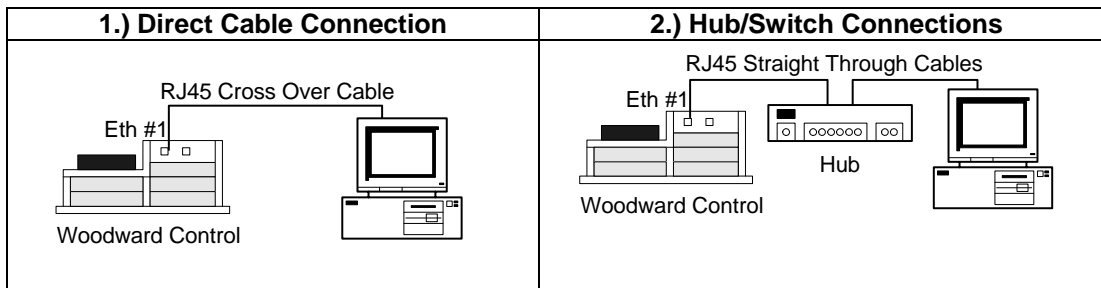 1.) Direct Cable Connection
RJ45 Cross Over Cable
Eth #1
Woodward Control
2.) Hub/Switch Connections
RJ45 Straight Through Cables
Eth #1
Hub
Woodward Control